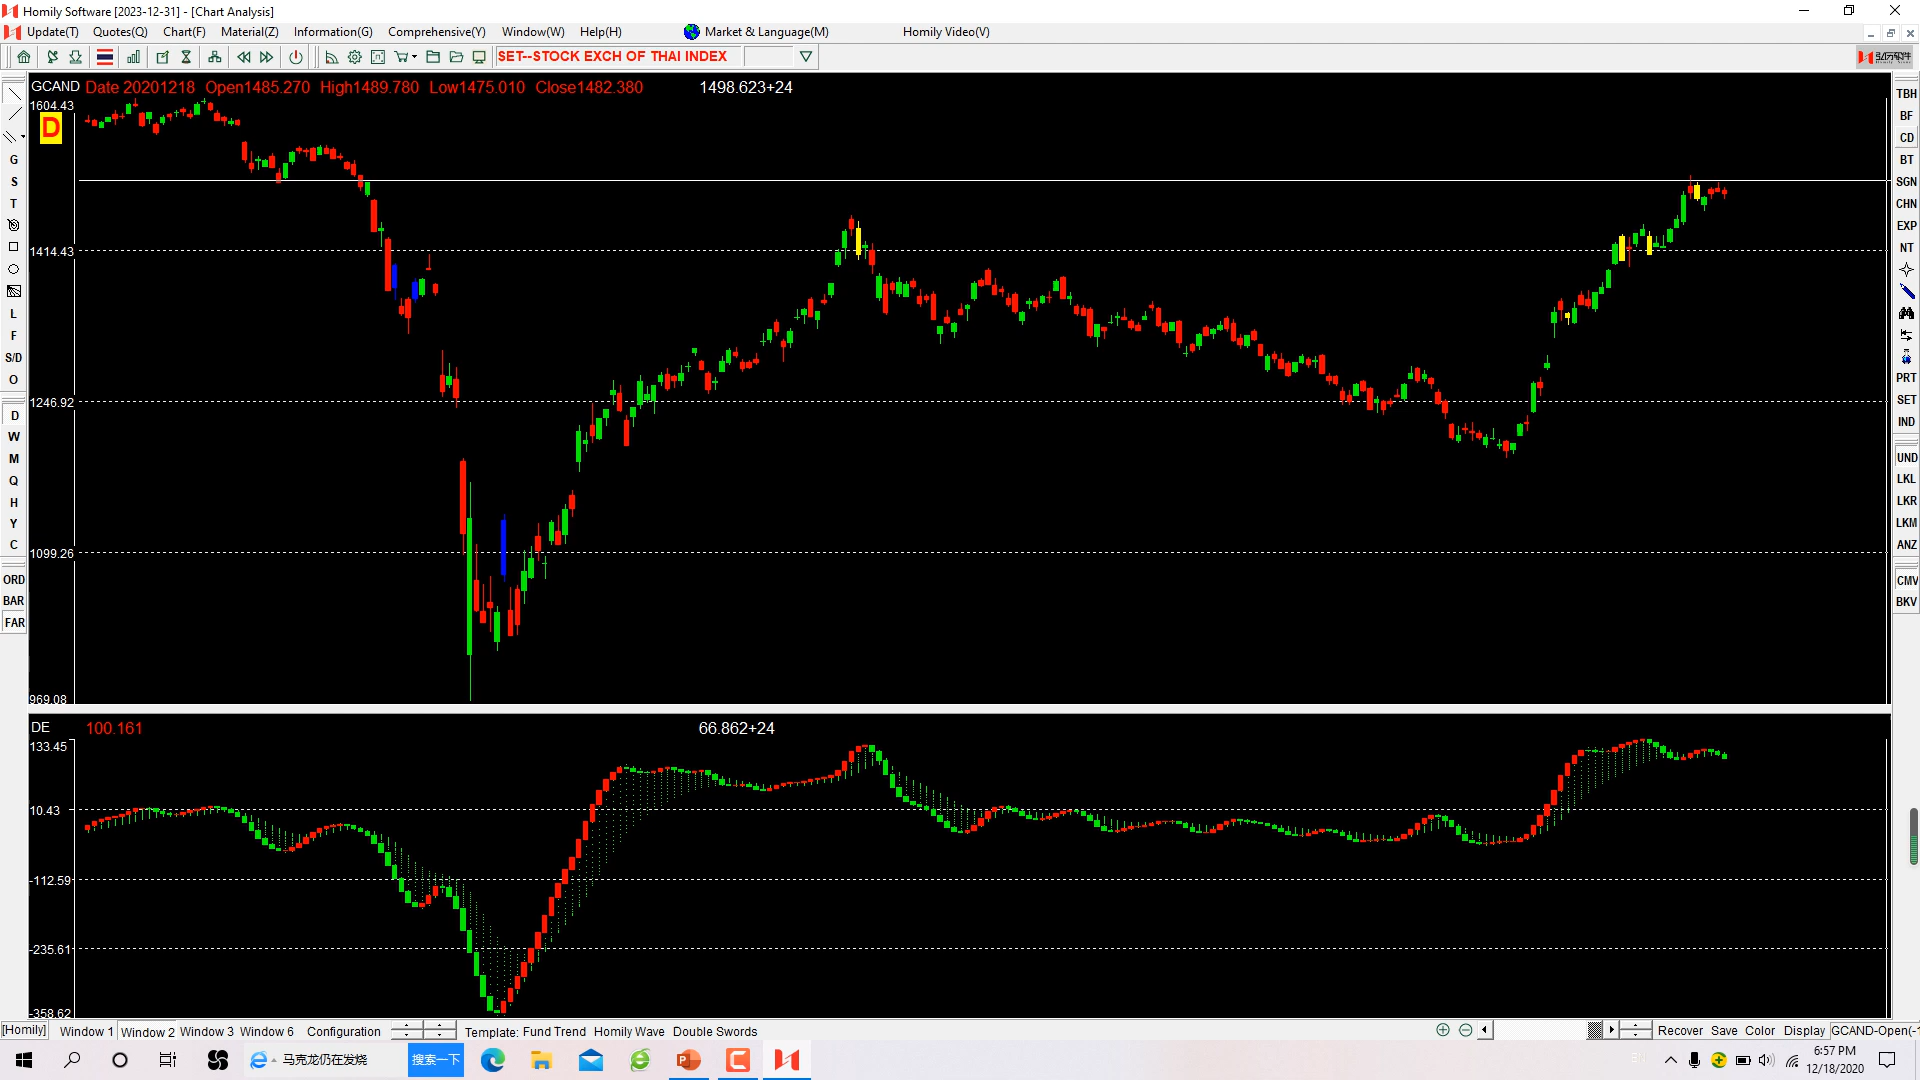 Homily Software [2023-12-31] - [Chart Analysis]
Update(T) Quotes(Q) Chart(F) Material(Z) Information(G) Comprehensive(Y) Window(W) Help(H) Market & Language(M) Homily Video(V)
SET--STOCK EXCH OF THAI INDEX
GCAND Date 20201218 Open1485.270 High1489.780 Low1475.010 Close1482.380 1498.623+24
1604.43
D
1414.43
1246.92
1099.26
969.08
DE 100.161 66.862+24
133.45
10.43
-112.59
-235.61
-358.62
G
S
T
L
F
S/D
O
D
W
M
Q
H
Y
C
ORD
BAR
FAR
TBH
BF
CD
BT
SGN
CHN
EXP
NT
PRT
SET
IND
UND
LKL
LKR
LKM
ANZ
CMV
BKV
[Homily] Window 1 Window 2 Window 3 Window 6 Configuration Template: Fund Trend Homily Wave Double Swords Recover Save Color Display GCAND-Open(-1
马克龙仍在发烧 搜索一下
6:57 PM
12/18/2020